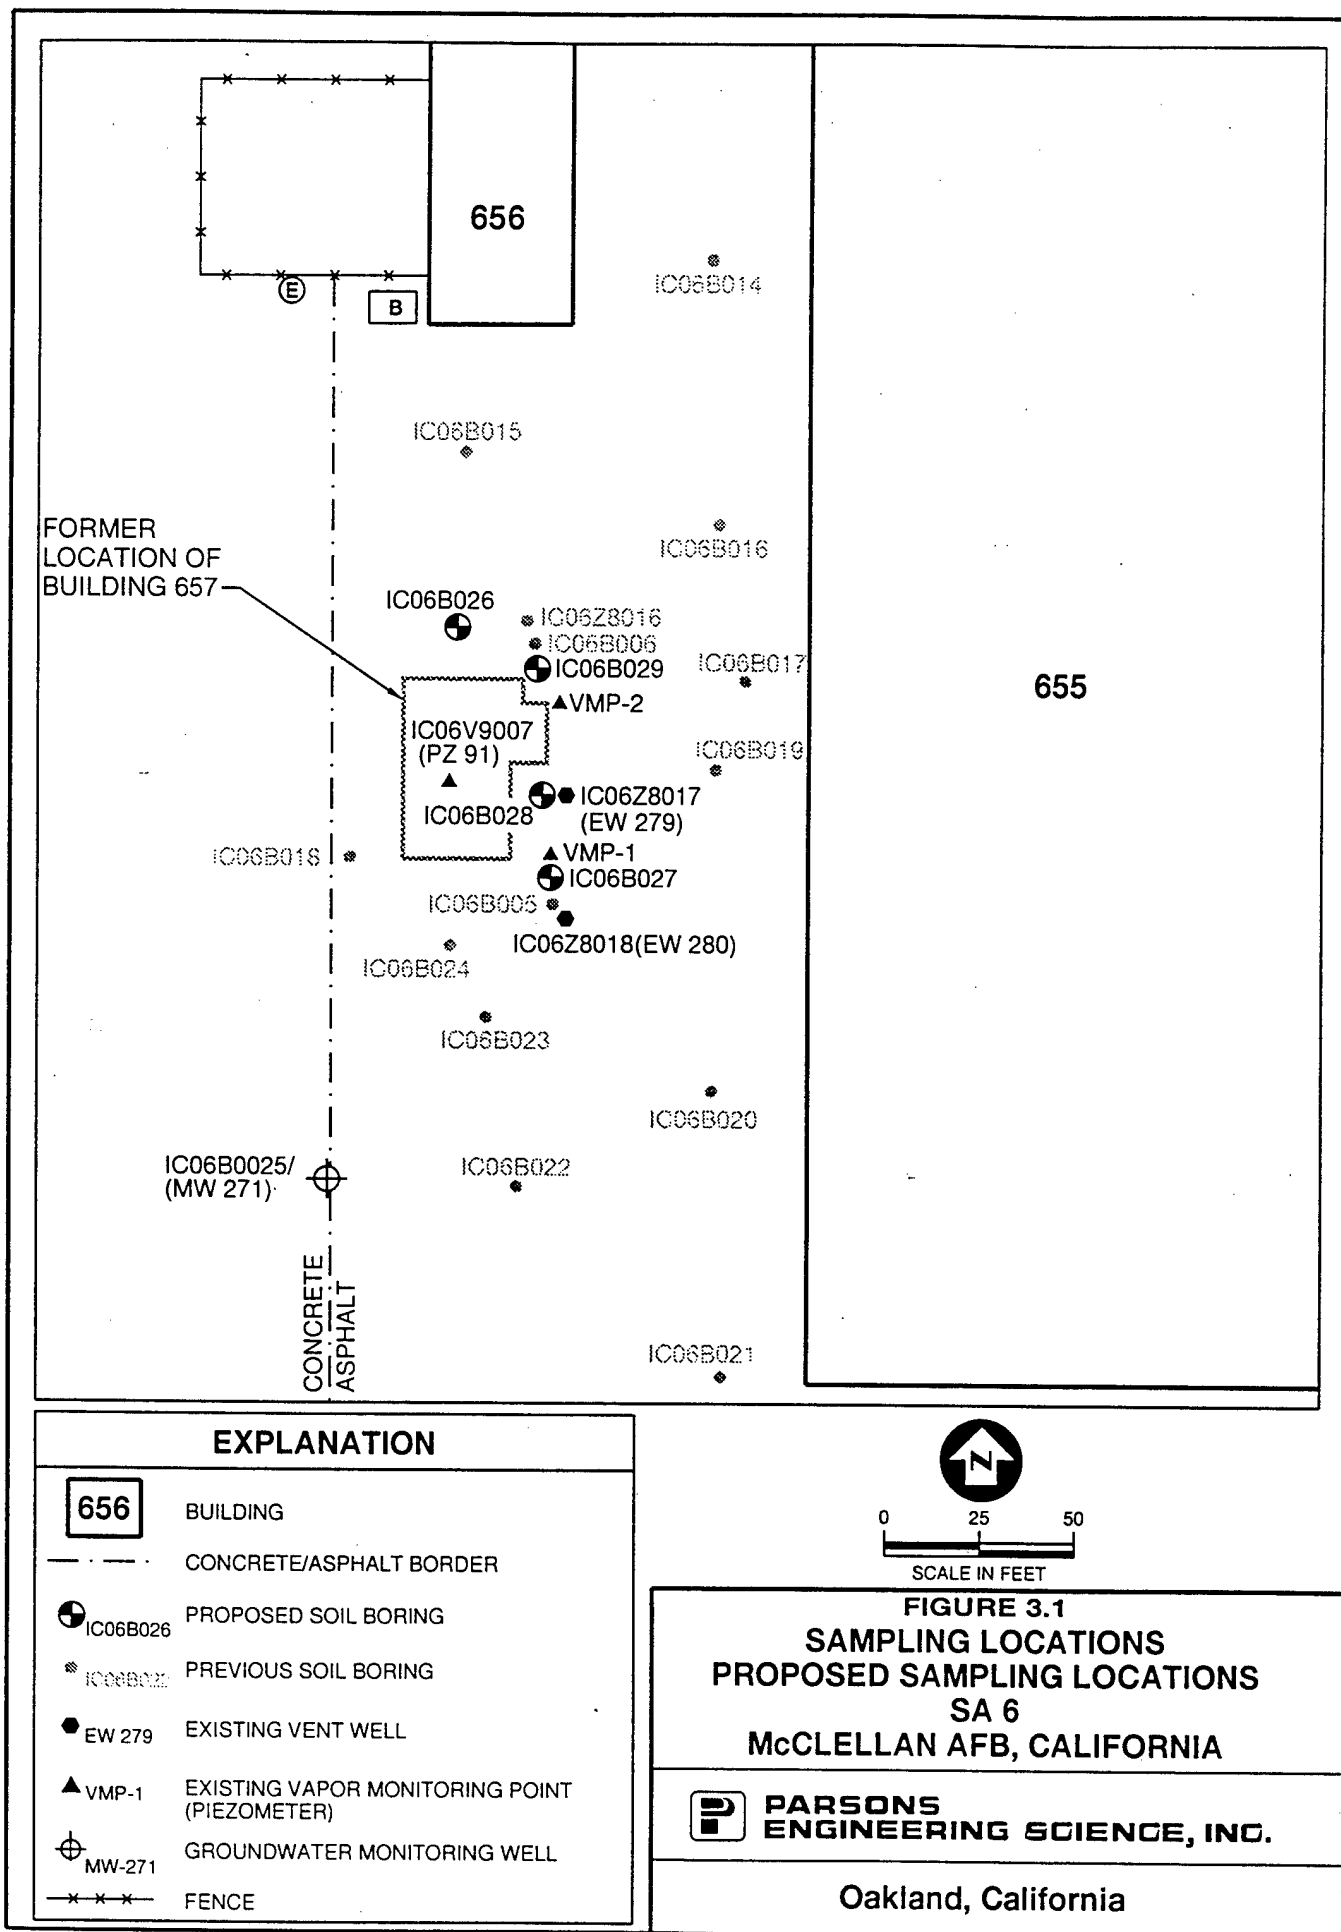 656
IC06B014
E
B
IC06B015
FORMER
LOCATION OF
BUILDING 657
IC06B016
IC06B026
IC06Z8016
IC06B006
IC06B029
IC06B017
655
VMP-2
IC06V9007
(PZ 91)
IC06B019
IC06B028
IC06Z8017
(EW 279)
IC06B018
VMP-1
IC06B027
IC06B005
IC06Z8018(EW 280)
IC06B024
IC06B023
IC06B020
IC06B0025/
(MW 271)
IC06B022
CONCRETE
ASPHALT
IC06B021
EXPLANATION
656 BUILDING
CONCRETE/ASPHALT BORDER
IC06B026 PROPOSED SOIL BORING
PREVIOUS SOIL BORING
EW 279 EXISTING VENT WELL
VMP-1 EXISTING VAPOR MONITORING POINT
(PIEZOMETER)
MW-271 GROUNDWATER MONITORING WELL
FENCE
N
0 25 50
SCALE IN FEET
FIGURE 3.1
SAMPLING LOCATIONS
PROPOSED SAMPLING LOCATIONS
SA 6
McCLELLAN AFB, CALIFORNIA
PARSONS
ENGINEERING SCIENCE, INC.
Oakland, California